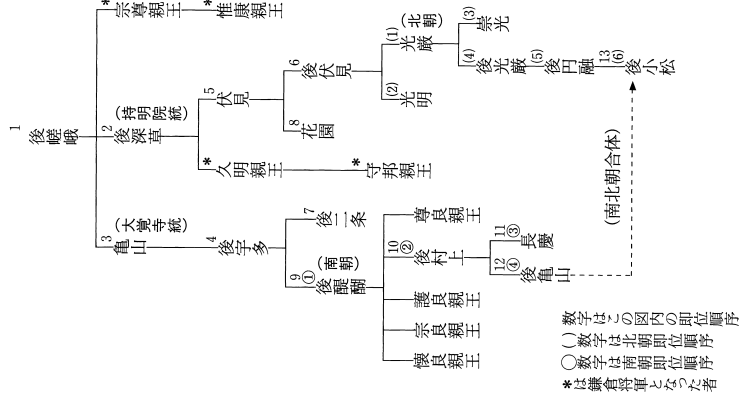 1
後嵯峨
*宗尊親王
*惟康親王
2
後深草
(持明院統)
5
伏見
6
後伏見
(1)
光厳
(北朝)
(3)
崇光
(4)
後光厳
(5)
後円融
13
(6)
後小松
(2)
光明
8
花園
*久明親王
*守邦親王
3
亀山
(大覚寺統)
4
後宇多
7
後二条
9
①
後醍醐
(南朝)
尊良親王
10
②
後村上
11
③
長慶
12
④
後亀山
(南北朝合体)
護良親王
宗良親王
懐良親王
数字はこの図内の即位順序
( )数字は北朝即位順序
○数字は南朝即位順序
*は鎌倉将軍となった者